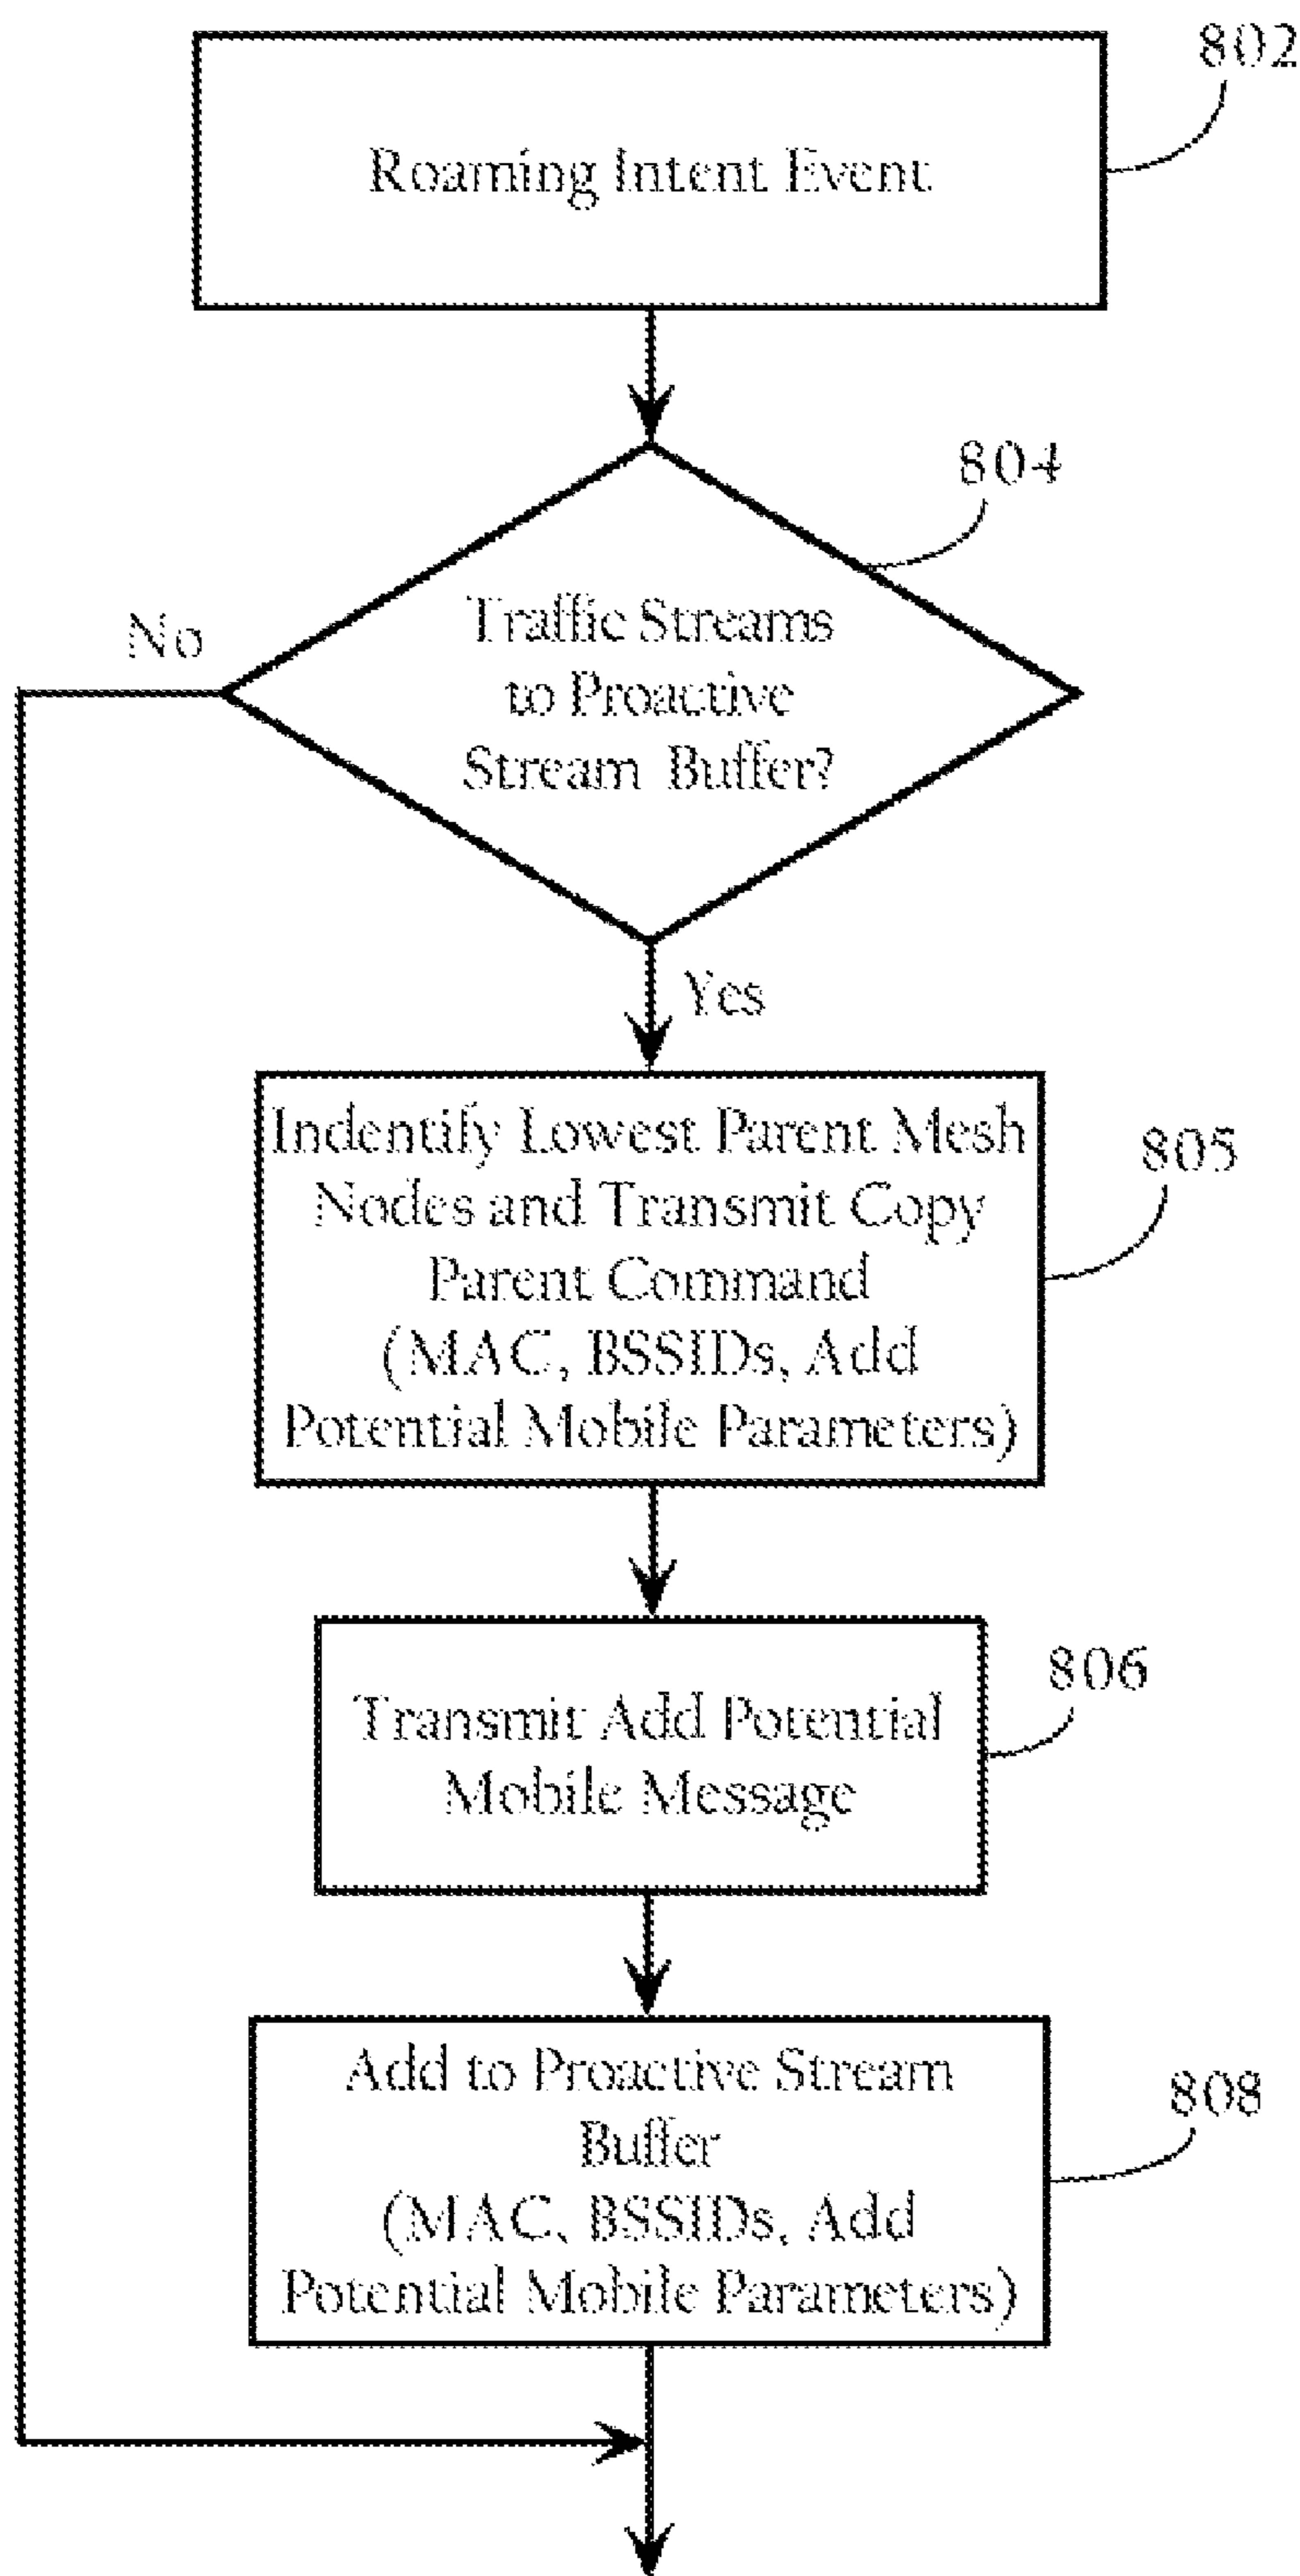 802
Roaming Intent Event
804
No
Traffic Streams
to Proactive
Stream Buffer?
Yes
Indentify Lowest Parent Mesh
Nodes and Transmit Copy
Parent Command
(MAC, BSSIDs, Add
Potential Mobile Parameters)
805
Transmit Add Potential
Mobile Message
806
Add to Proactive Stream
Buffer
(MAC, BSSIDs, Add
Potential Mobile Parameters)
808